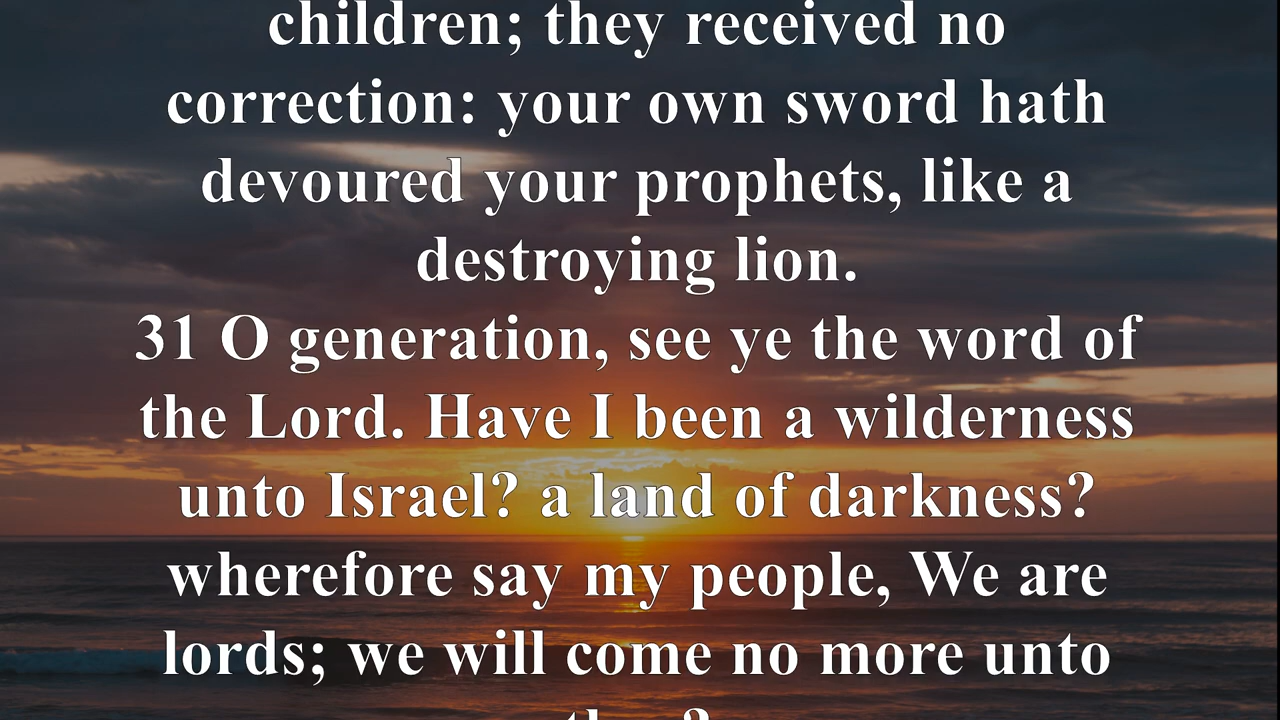 children; they received no
correction: your own sword hath
devoured your prophets, like a
destroying lion.
31 O generation, see ye the word of
the Lord. Have I been a wilderness
unto Israel? a land of darkness?
wherefore say my people, We are
lords; we will come no more unto